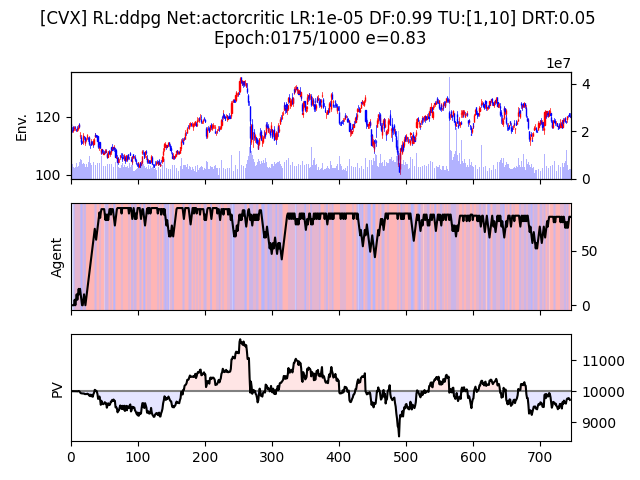 [CVX] RL:ddpg Net:actorcritic LR:1e-05 DF:0.99 TU:[1,10] DRT:0.05
Epoch:0175/1000 e=0.83
1e7
Env.
120
100
4
2
0
Agent
50
0
PV
11000
10000
9000
0 100 200 300 400 500 600 700